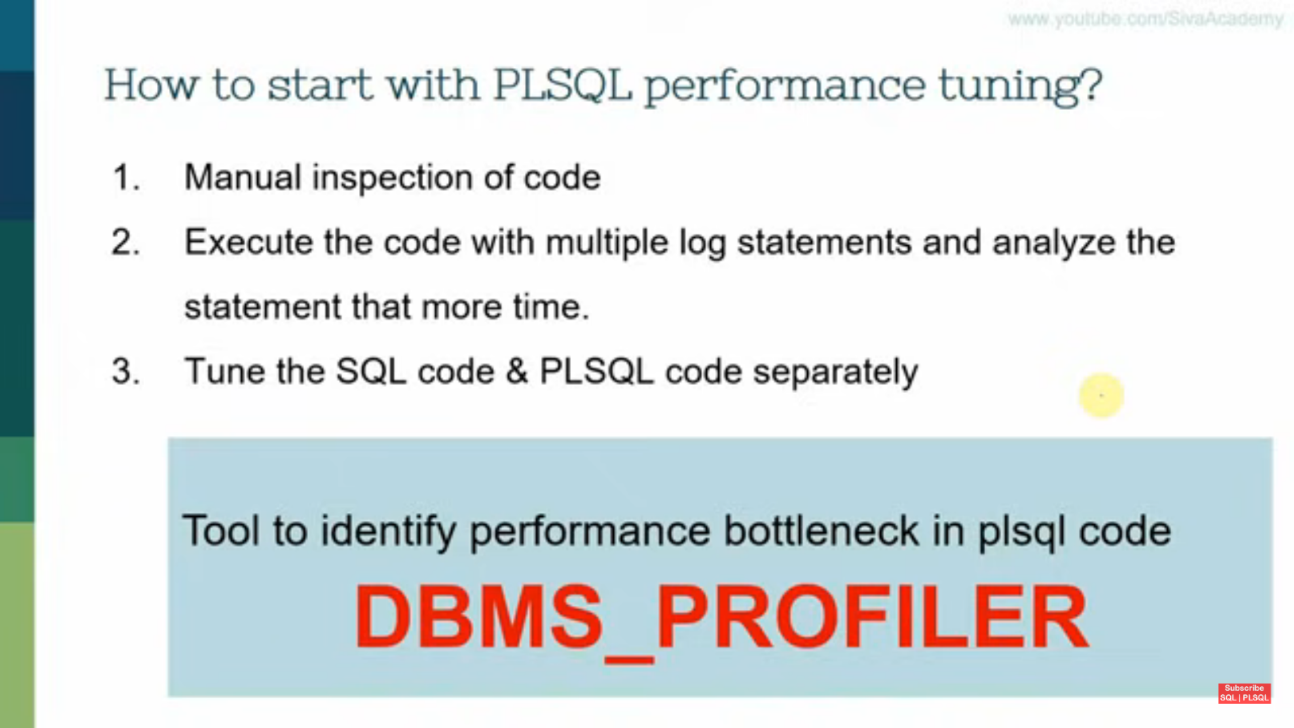 www.youtube.com/SivaAcademy
How to start with PLSQL performance tuning?
1. Manual inspection of code
2. Execute the code with multiple log statements and analyze the
statement that more time.
3. Tune the SQL code & PLSQL code separately
Tool to identify performance bottleneck in plsql code
DBMS_PROFILER
Subscribe
SQL | PLSQL